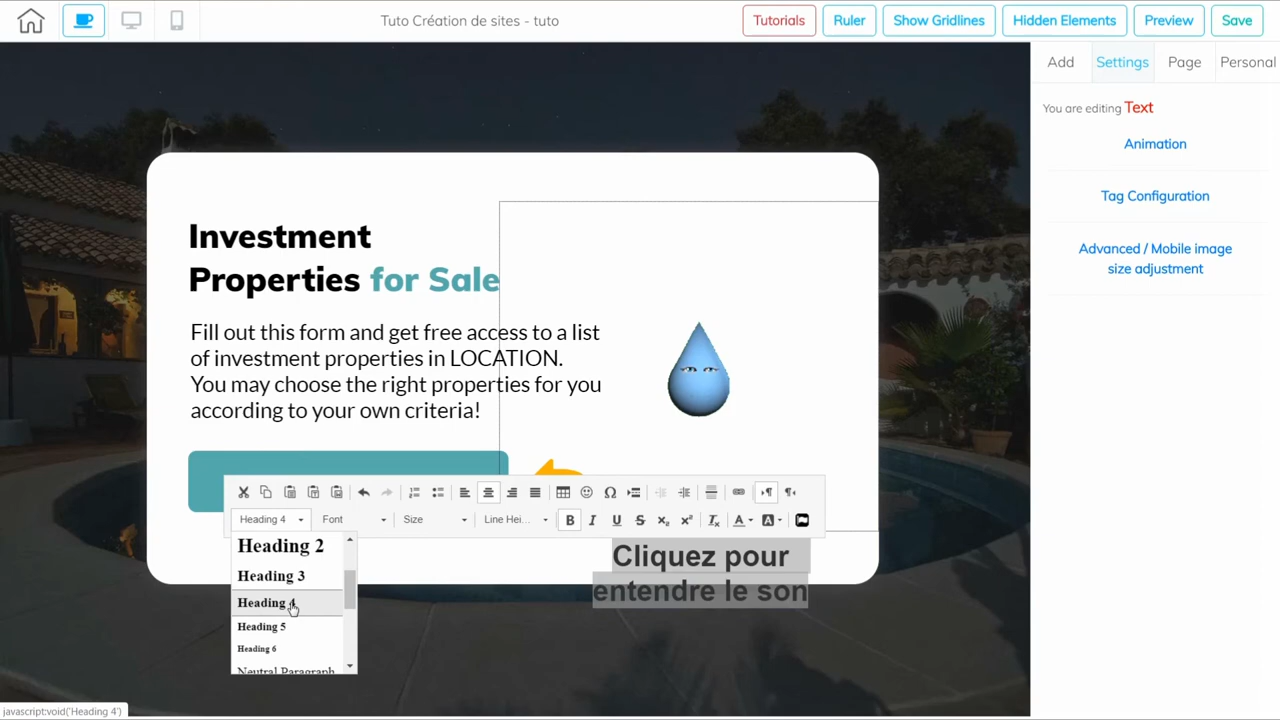 Tuto Création de sites - tuto
Tutorials
Ruler
Show Gridlines
Hidden Elements
Preview
Save
Add
Settings
Page
Personal
You are editing Text
Animation
Tag Configuration
Advanced / Mobile image
size adjustment
Investment
Properties for Sale
Fill out this form and get free access to a list
of investment properties in LOCATION.
You may choose the right properties for you
according to your own criteria!
Heading 4
Font
Size
Line Hei...
Heading 2
Heading 3
Heading 4
Heading 5
Heading 6
Neutral Paragraph
Cliquez pour
entendre le son
javascript:void('Heading 4')